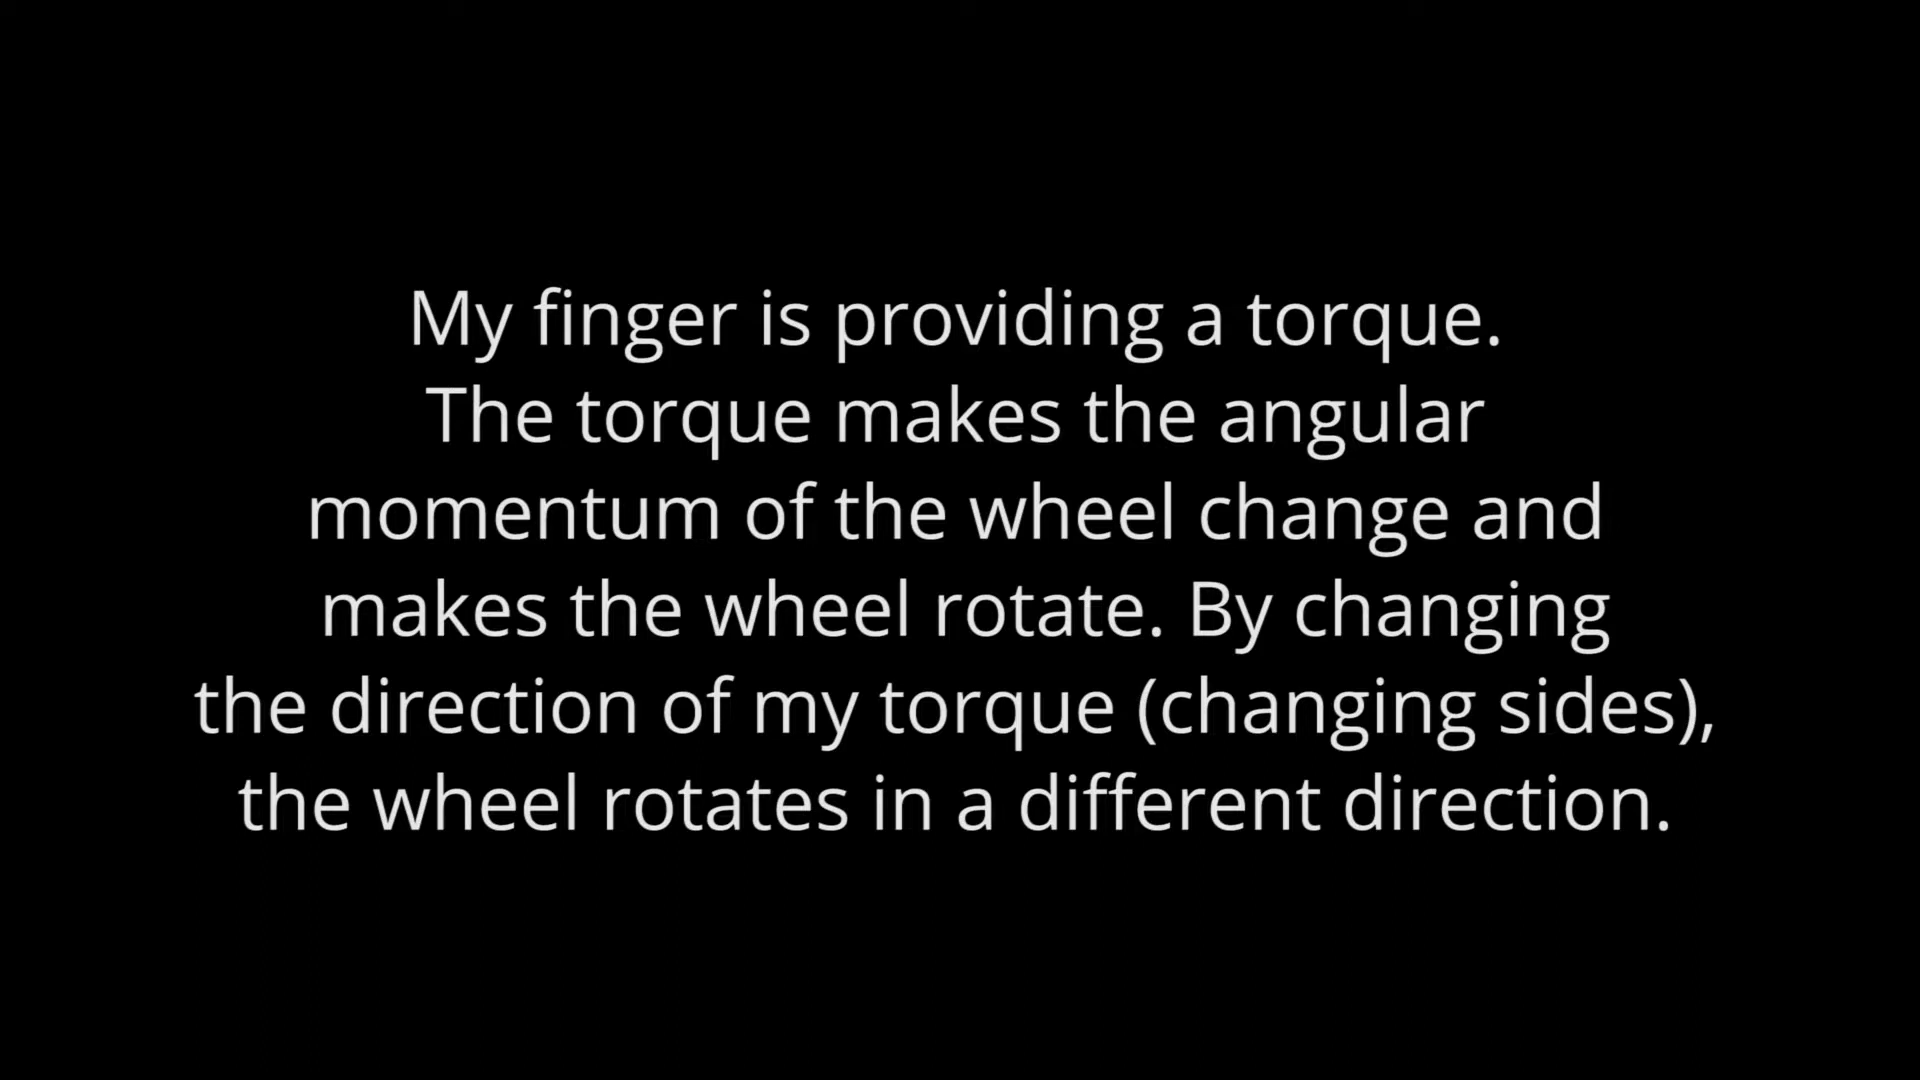 My finger is providing a torque.
The torque makes the angular
momentum of the wheel change and
makes the wheel rotate. By changing
the direction of my torque (changing sides),
the wheel rotates in a different direction.